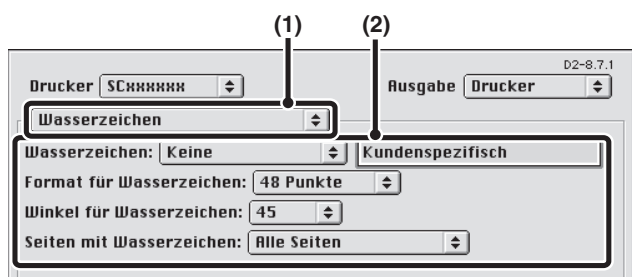 (1) (2)
D2-8.7.1
Drucker SCxxxxxx Ausgabe Drucker
Wasserzeichen
Wasserzeichen: Keine Kundenspezifisch
Format für Wasserzeichen: 48 Punkte
Winkel für Wasserzeichen: 45
Seiten mit Wasserzeichen: Alle Seiten